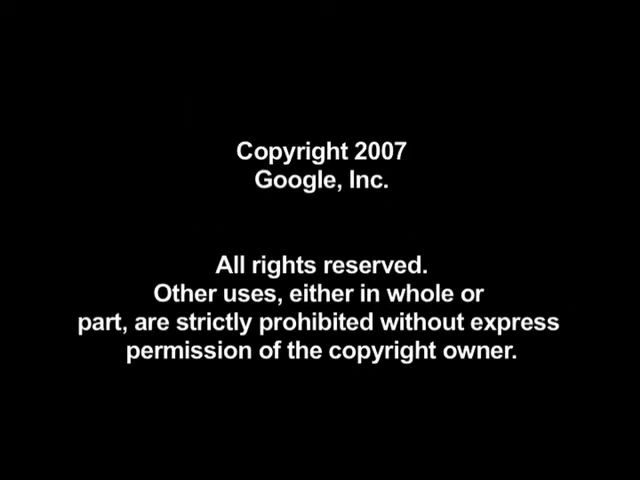 Copyright 2007
Google, Inc.
All rights reserved.
Other uses, either in whole or
part, are strictly prohibited without express
permission of the copyright owner.